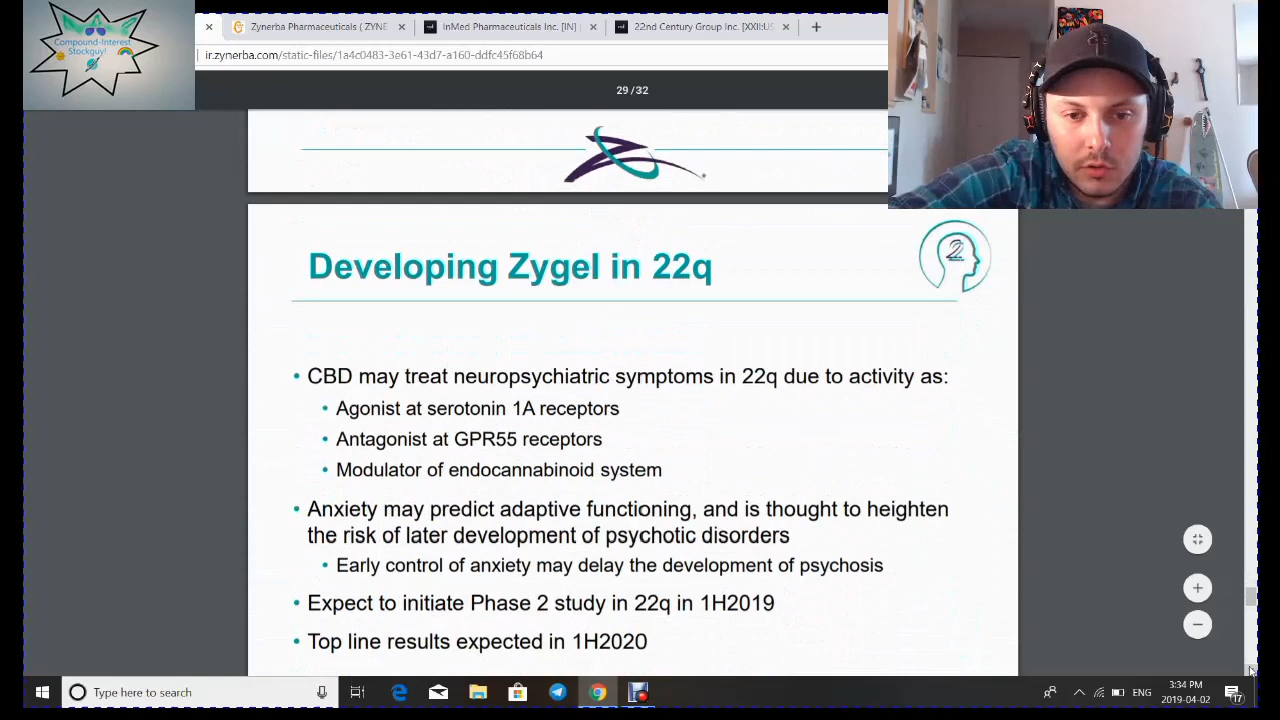 Compound-Interest
Stockguy!
Zynerba Pharmaceuticals ( ZYNE
InMed Pharmaceuticals Inc. [IN]
22nd Century Group Inc. [XXII:US
ir.zynerba.com/static-files/1a4c0483-3e61-43d7-a160-ddfc45f68b64
29 / 32
Developing Zygel in 22q
• CBD may treat neuropsychiatric symptoms in 22q due to activity as:
• Agonist at serotonin 1A receptors
• Antagonist at GPR55 receptors
• Modulator of endocannabinoid system
• Anxiety may predict adaptive functioning, and is thought to heighten
the risk of later development of psychotic disorders
• Early control of anxiety may delay the development of psychosis
• Expect to initiate Phase 2 study in 22q in 1H2019
• Top line results expected in 1H2020
Type here to search
ENG
3:34 PM
2019-04-02
17